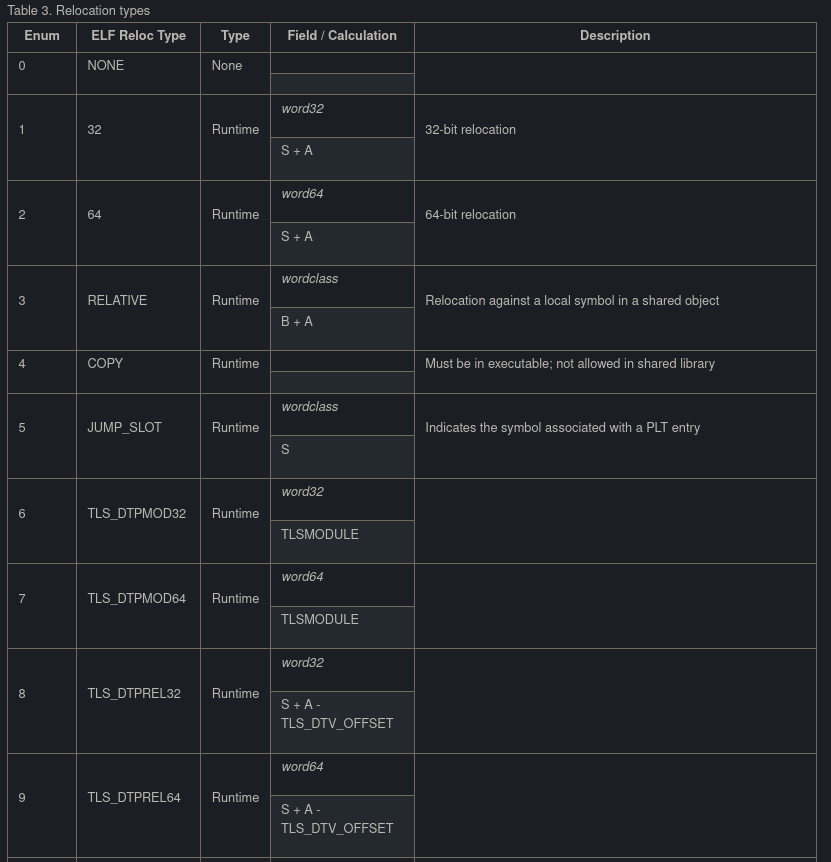 Table 3. Relocation types
Enum ELF Reloc Type Type Field / Calculation Description
0 NONE None
word32
1 32 Runtime 32-bit relocation
S + A
word64
2 64 Runtime 64-bit relocation
S + A
wordclass
3 RELATIVE Runtime Relocation against a local symbol in a shared object
B + A
4 COPY Runtime Must be in executable; not allowed in shared library
wordclass
5 JUMP_SLOT Runtime Indicates the symbol associated with a PLT entry
S
word32
6 TLS_DTPMOD32 Runtime
TLSMODULE
word64
7 TLS_DTPMOD64 Runtime
TLSMODULE
word32
8 TLS_DTPREL32 Runtime
S + A -
TLS_DTV_OFFSET
word64
9 TLS_DTPREL64 Runtime
S + A -
TLS_DTV_OFFSET